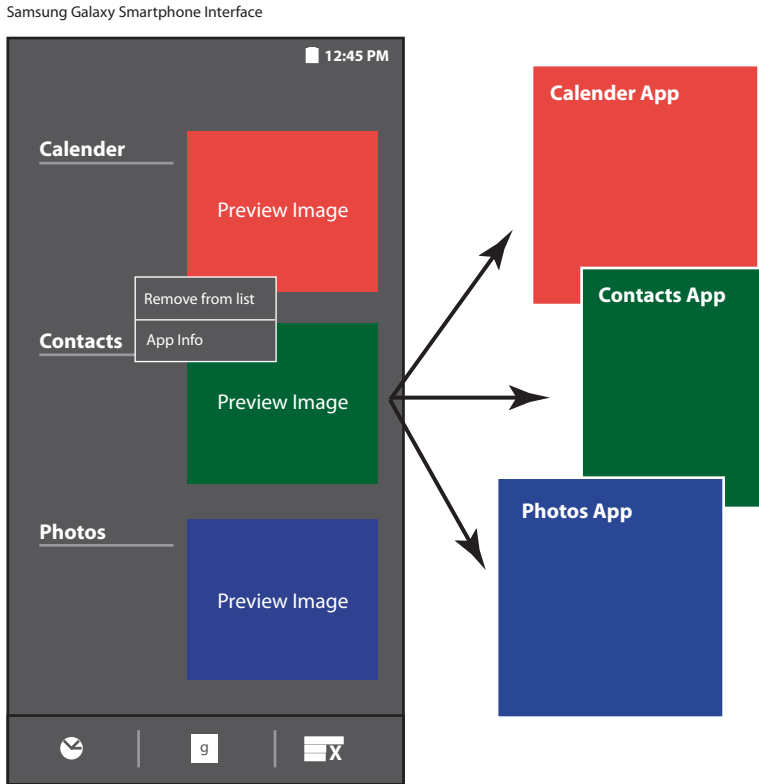 Samsung Galaxy Smartphone Interface
12:45 PM
Calender
Preview Image
Remove from list
App Info
Contacts
Preview Image
Photos
Preview Image
g
X
Calender App
Contacts App
Photos App